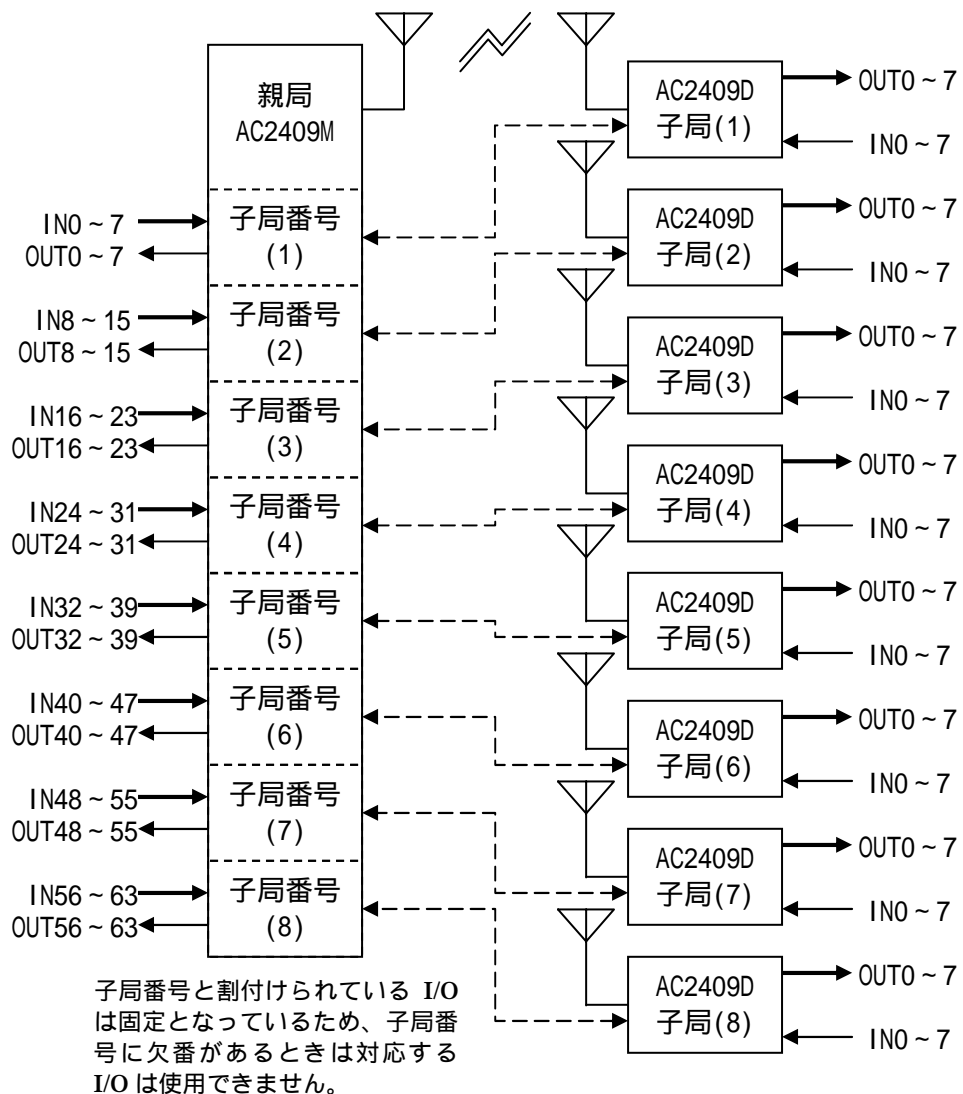 親局
AC2409M
IN0～7
OUT0～7
子局番号
(1)
IN8～15
OUT8～15
子局番号
(2)
IN16～23
OUT16～23
子局番号
(3)
IN24～31
OUT24～31
子局番号
(4)
IN32～39
OUT32～39
子局番号
(5)
IN40～47
OUT40～47
子局番号
(6)
IN48～55
OUT48～55
子局番号
(7)
IN56～63
OUT56～63
子局番号
(8)
AC2409D
子局(1)
OUT0～7
IN0～7
AC2409D
子局(2)
OUT0～7
IN0～7
AC2409D
子局(3)
OUT0～7
IN0～7
AC2409D
子局(4)
OUT0～7
IN0～7
AC2409D
子局(5)
OUT0～7
IN0～7
AC2409D
子局(6)
OUT0～7
IN0～7
AC2409D
子局(7)
OUT0～7
IN0～7
AC2409D
子局(8)
OUT0～7
IN0～7
子局番号と割付けられている I/O
は固定となっているため、子局番
号に欠番があるときは対応する
I/O は使用できません。